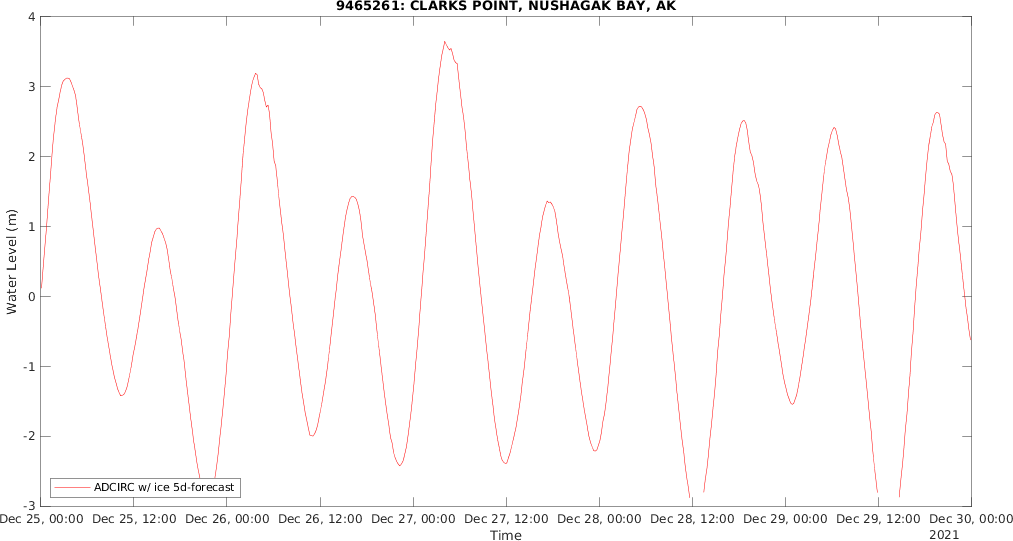 9465261: CLARKS POINT, NUSHAGAK BAY, AK
4
3
2
1
0
-1
-2
-3
Water Level (m)
ADCIRC w/ ice 5d-forecast
Dec 25, 00:00 Dec 25, 12:00 Dec 26, 00:00 Dec 26, 12:00 Dec 27, 00:00 Dec 27, 12:00 Dec 28, 00:00 Dec 28, 12:00 Dec 29, 00:00 Dec 29, 12:00 Dec 30, 00:00
Time
2021